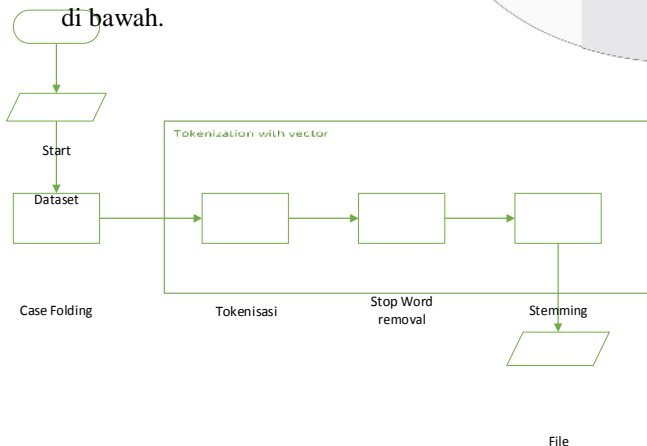 di bawah.
Tokenization with vector
Start
Dataset
Case Folding
Tokenisasi
Stop Word
removal
Stemming
File